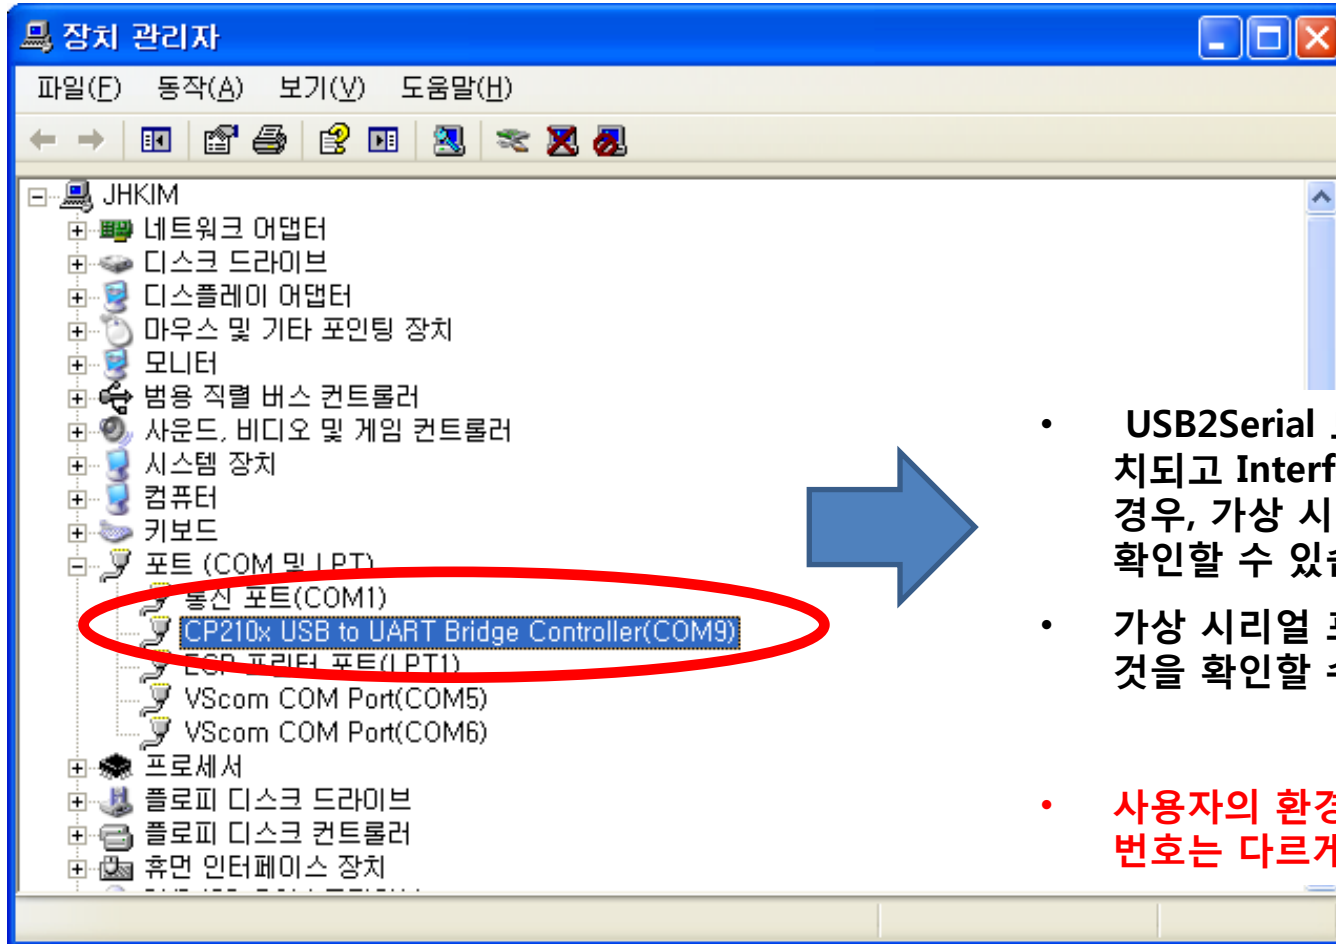 장치 관리자
파일(F) 동작(A) 보기(V) 도움말(H)
JHKIM
네트워크 어댑터
디스크 드라이브
디스플레이 어댑터
마우스 및 기타 포인팅 장치
모니터
범용 직렬 버스 컨트롤러
사운드, 비디오 및 게임 컨트롤러
시스템 장치
컴퓨터
키보드
포트 (COM 및 LPT)
통신 포트(COM1)
CP210x USB to UART Bridge Controller(COM9)
ECP 프린터 포트(LPT1)
VScom COM Port(COM5)
VScom COM Port(COM6)
프로세서
플로피 디스크 드라이브
플로피 디스크 컨트롤러
휴먼 인터페이스 장치
• USB2Serial
치되고 Interf
경우, 가상 시
확인할 수 있
• 가상 시리얼
것을 확인할 수
• 사용자의 환경
번호는 다르게